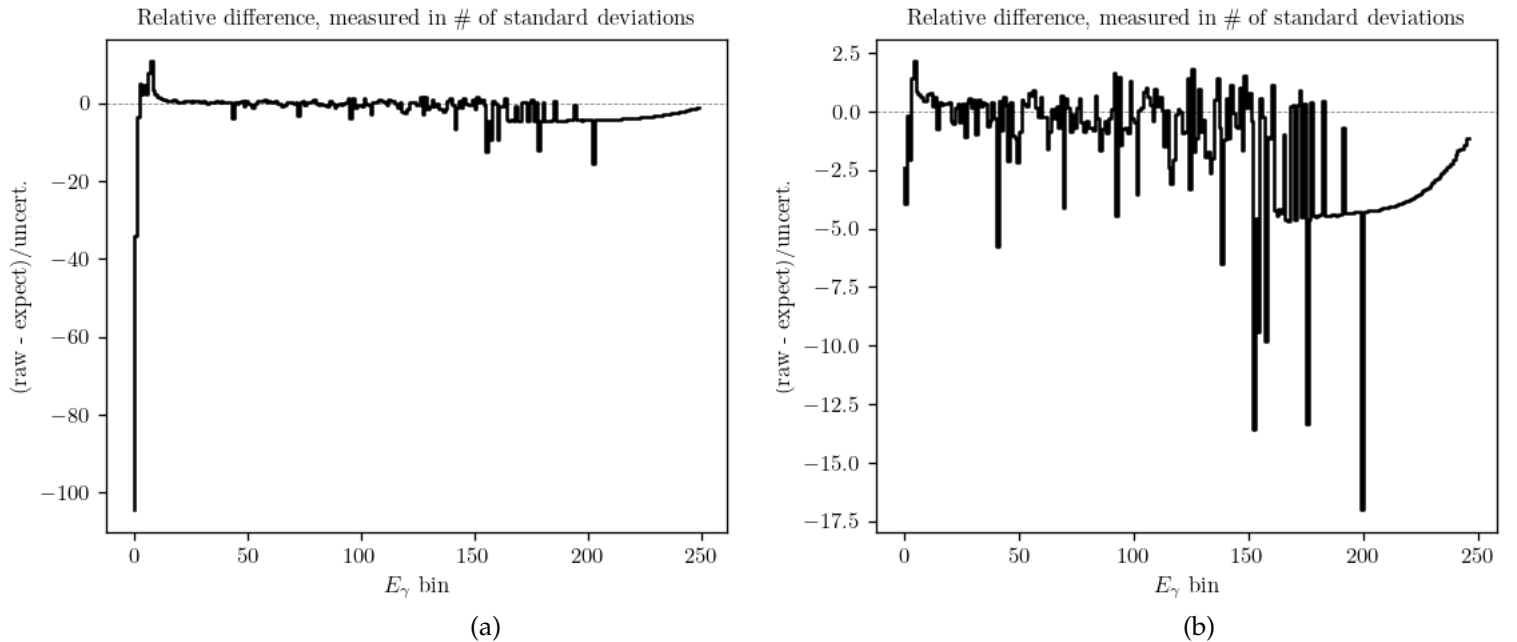 Relative difference, measured in # of standard deviations
(raw - expect)/uncert.
0
−20
−40
−60
−80
−100
0 50 100 150 200 250
E_γ bin
(a)
Relative difference, measured in # of standard deviations
(raw - expect)/uncert.
2.5
0.0
−2.5
−5.0
−7.5
−10.0
−12.5
−15.0
−17.5
0 50 100 150 200 250
E_γ bin
(b)